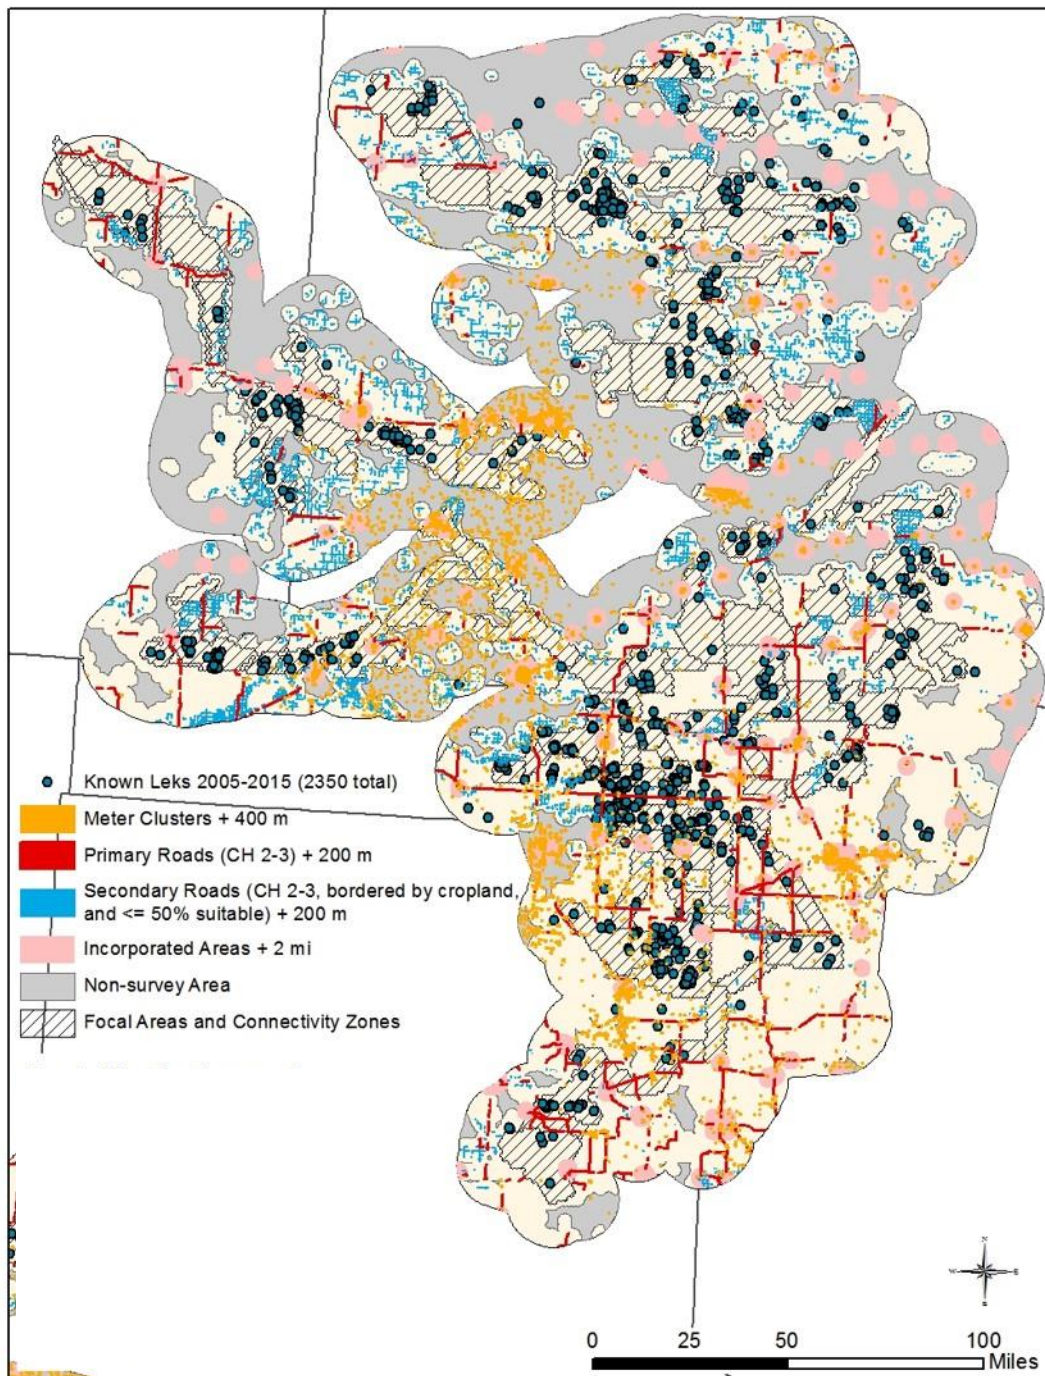 Known Leks 2005-2015 (2350 total)
Meter Clusters + 400 m
Primary Roads (CH 2-3) + 200 m
Secondary Roads (CH 2-3, bordered by cropland,
and <= 50% suitable) + 200 m
Incorporated Areas + 2 mi
Non-survey Area
Focal Areas and Connectivity Zones
N
W E
S
0 25 50 100
Miles